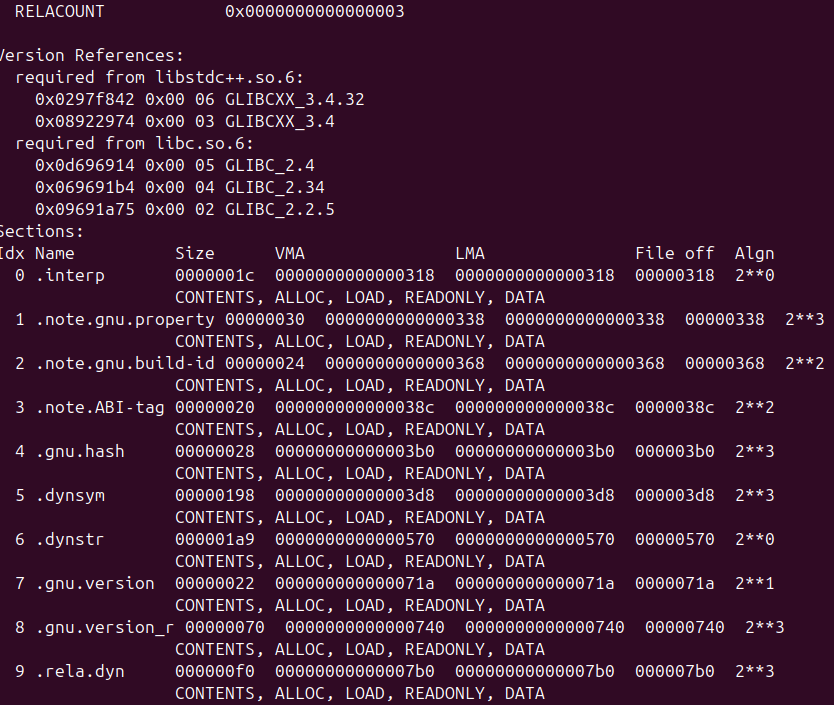 RELACOUNT            0x0000000000000003
Version References:
  required from libstdc++.so.6:
    0x0297f842 0x00 06 GLIBCXX_3.4.32
    0x08922974 0x00 03 GLIBCXX_3.4
  required from libc.so.6:
    0x0d696914 0x00 05 GLIBC_2.4
    0x069691b4 0x00 04 GLIBC_2.34
    0x09691a75 0x00 02 GLIBC_2.2.5
Sections:
Idx Name          Size      VMA               LMA               File off  Algn
  0 .interp       0000001c  0000000000000318  0000000000000318  00000318  2**0
                  CONTENTS, ALLOC, LOAD, READONLY, DATA
  1 .note.gnu.property 00000030  0000000000000338  0000000000000338  00000338  2**3
                  CONTENTS, ALLOC, LOAD, READONLY, DATA
  2 .note.gnu.build-id 00000024  0000000000000368  0000000000000368  00000368  2**2
                  CONTENTS, ALLOC, LOAD, READONLY, DATA
  3 .note.ABI-tag 00000020  000000000000038c  000000000000038c  0000038c  2**2
                  CONTENTS, ALLOC, LOAD, READONLY, DATA
  4 .gnu.hash     00000028  00000000000003b0  00000000000003b0  000003b0  2**3
                  CONTENTS, ALLOC, LOAD, READONLY, DATA
  5 .dynsym       00000198  00000000000003d8  00000000000003d8  000003d8  2**3
                  CONTENTS, ALLOC, LOAD, READONLY, DATA
  6 .dynstr       000001a9  0000000000000570  0000000000000570  00000570  2**0
                  CONTENTS, ALLOC, LOAD, READONLY, DATA
  7 .gnu.version  00000022  000000000000071a  000000000000071a  0000071a  2**1
                  CONTENTS, ALLOC, LOAD, READONLY, DATA
  8 .gnu.version_r 00000070  0000000000000740  0000000000000740  00000740  2**3
                  CONTENTS, ALLOC, LOAD, READONLY, DATA
  9 .rela.dyn     000000f0  00000000000007b0  00000000000007b0  000007b0  2**3
                  CONTENTS, ALLOC, LOAD, READONLY, DATA